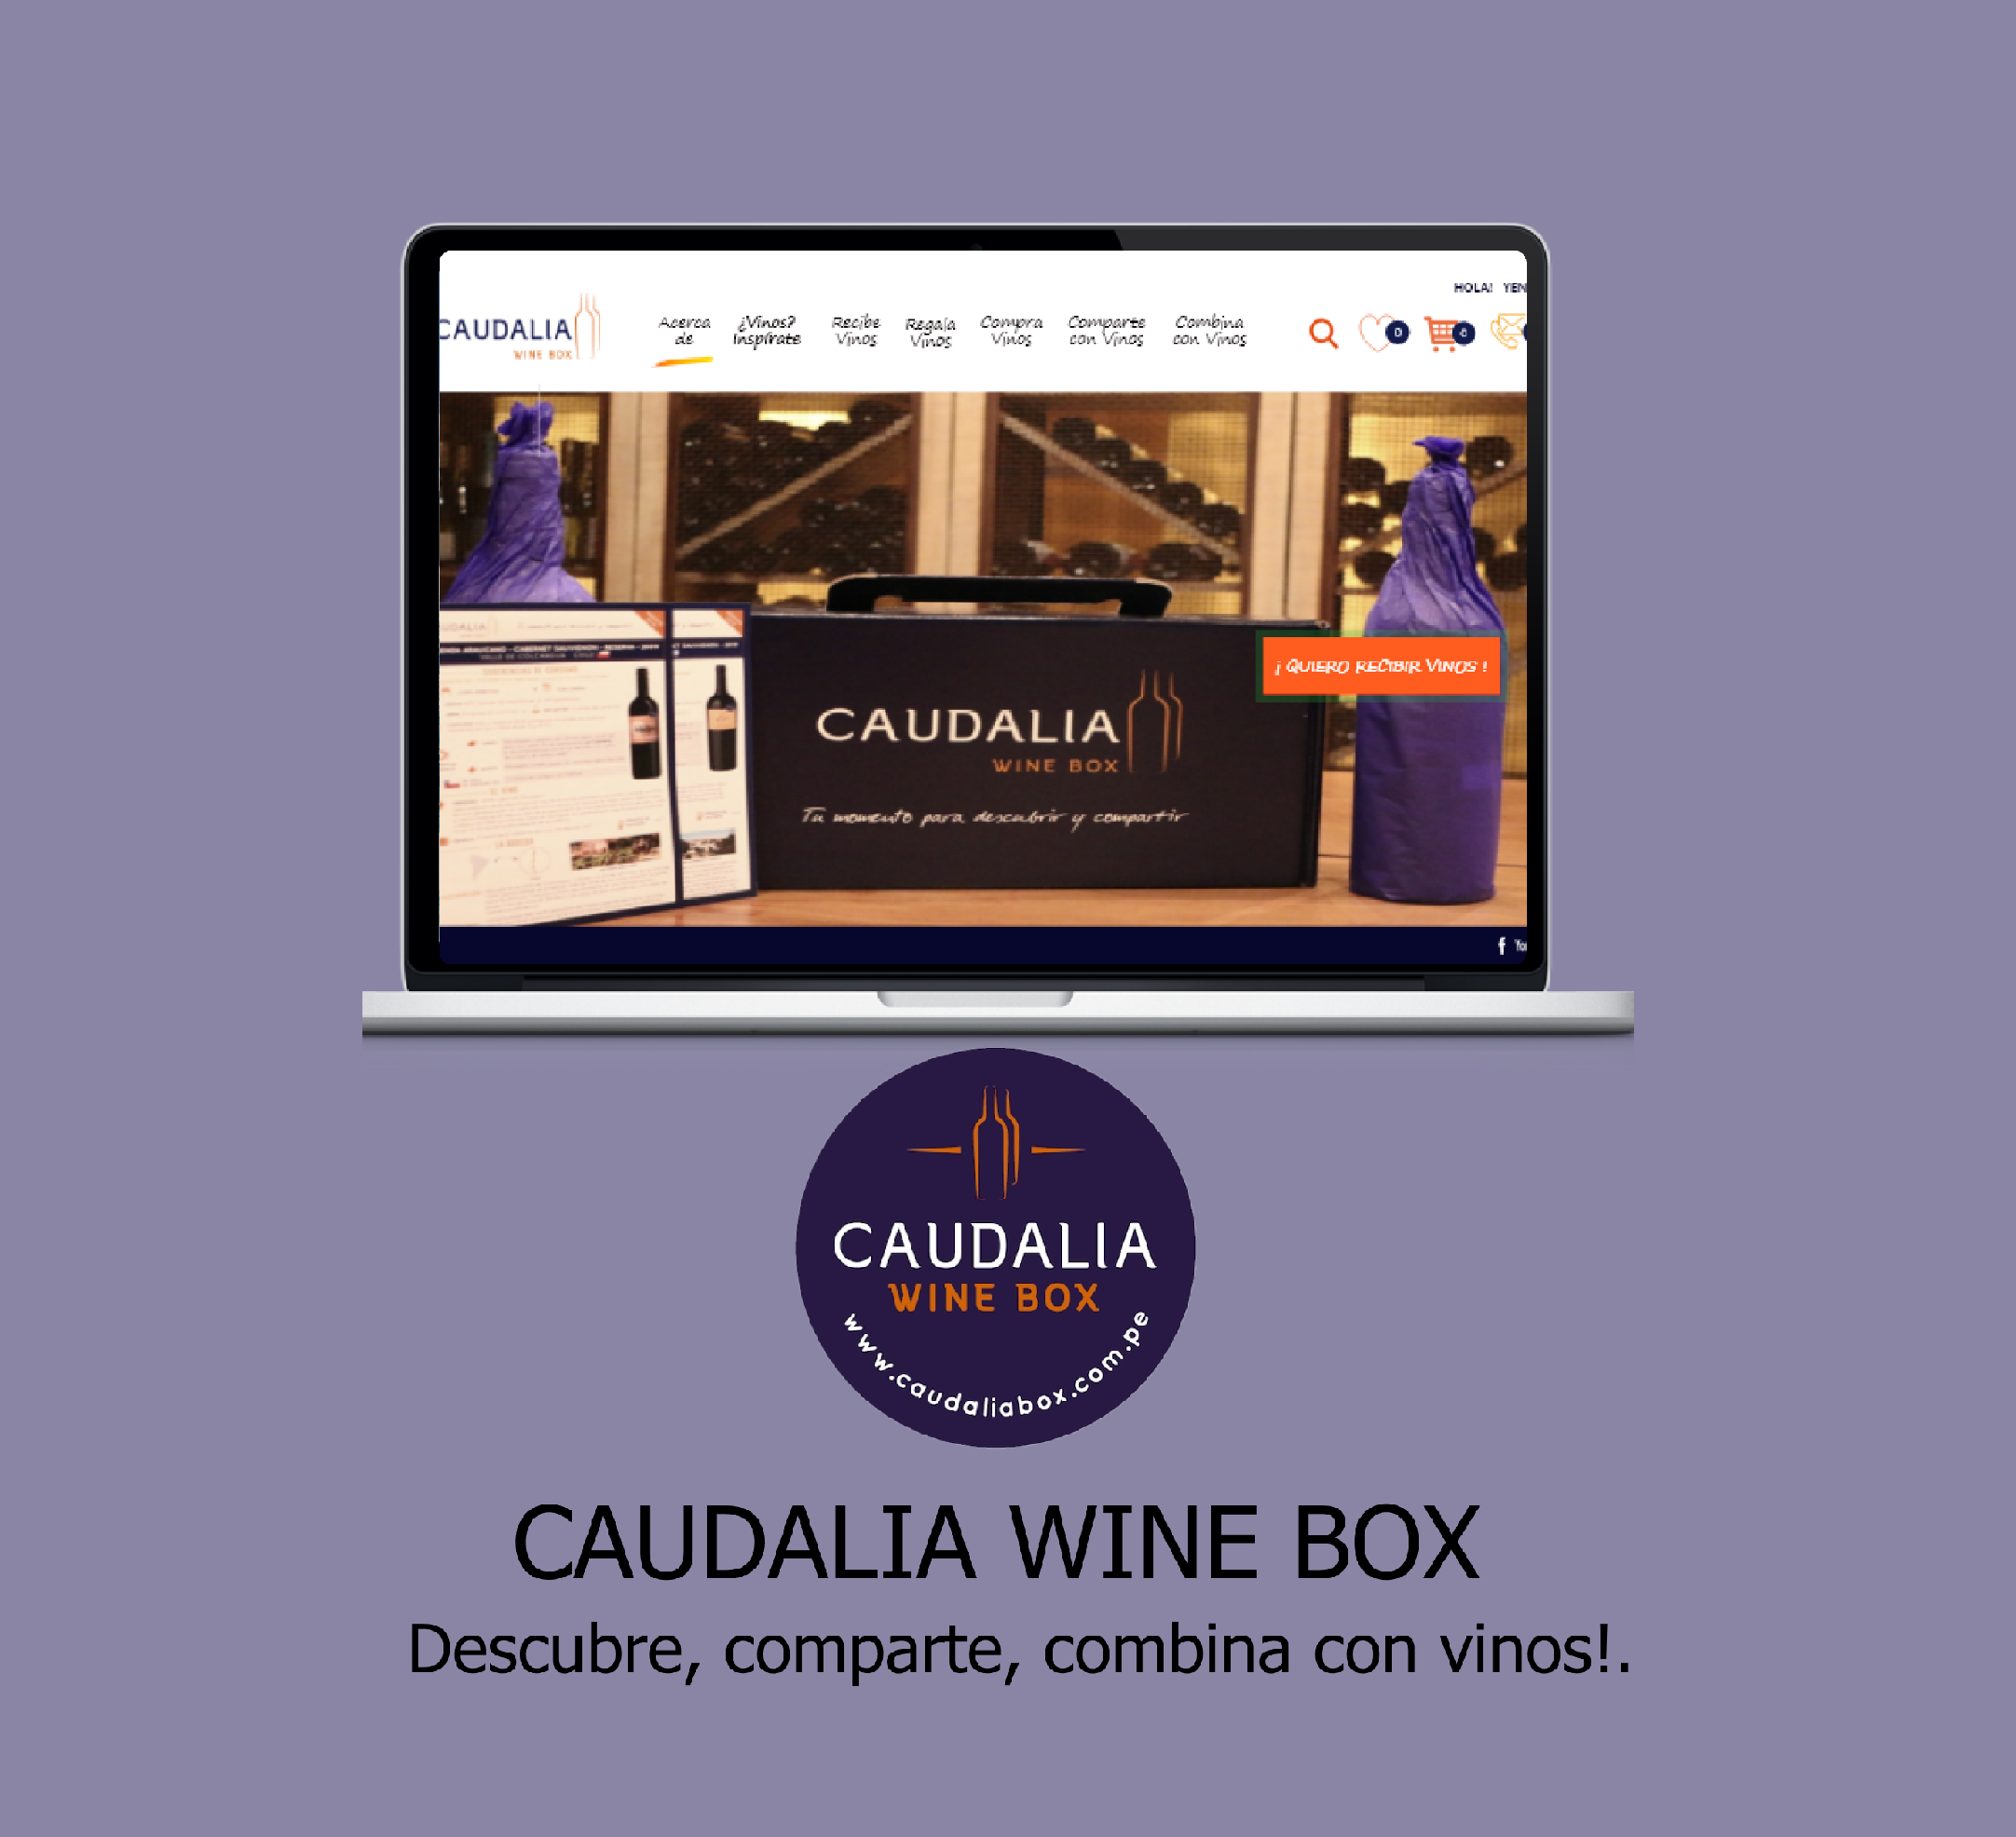 HOLA! YEN
CAUDALIA
WINE BOX
Acerca de
¿Vinos? Inspírate
Recibe Vinos
Regala Vinos
Compra Vinos
Comparte con Vinos
Combina con Vinos
0
0
¡ QUIERO RECIBIR VINOS !
CAUDALIA
WINE BOX
Tu momento para descubrir y compartir
CAUDALIA
WINE BOX
www.caudaliabox.com.pe
CAUDALIA WINE BOX
Descubre, comparte, combina con vinos!.